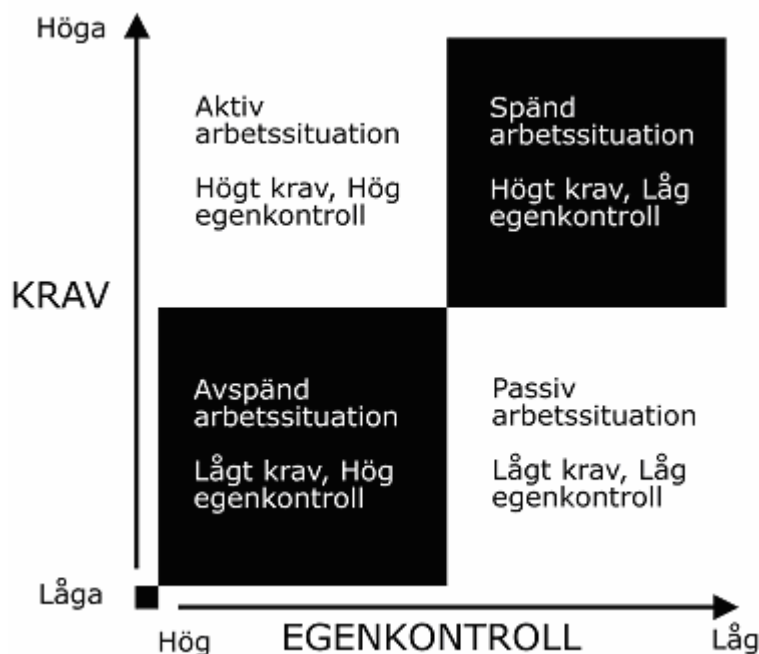 Höga
Aktiv
arbetssituation
Högt krav, Hög
egenkontroll
Spänd
arbetssituation
Högt krav, Låg
egenkontroll
KRAV
Avspänd
arbetssituation
Lågt krav, Hög
egenkontroll
Passiv
arbetssituation
Lågt krav, Låg
egenkontroll
Låga
Hög
EGENKONTROLL
Låg